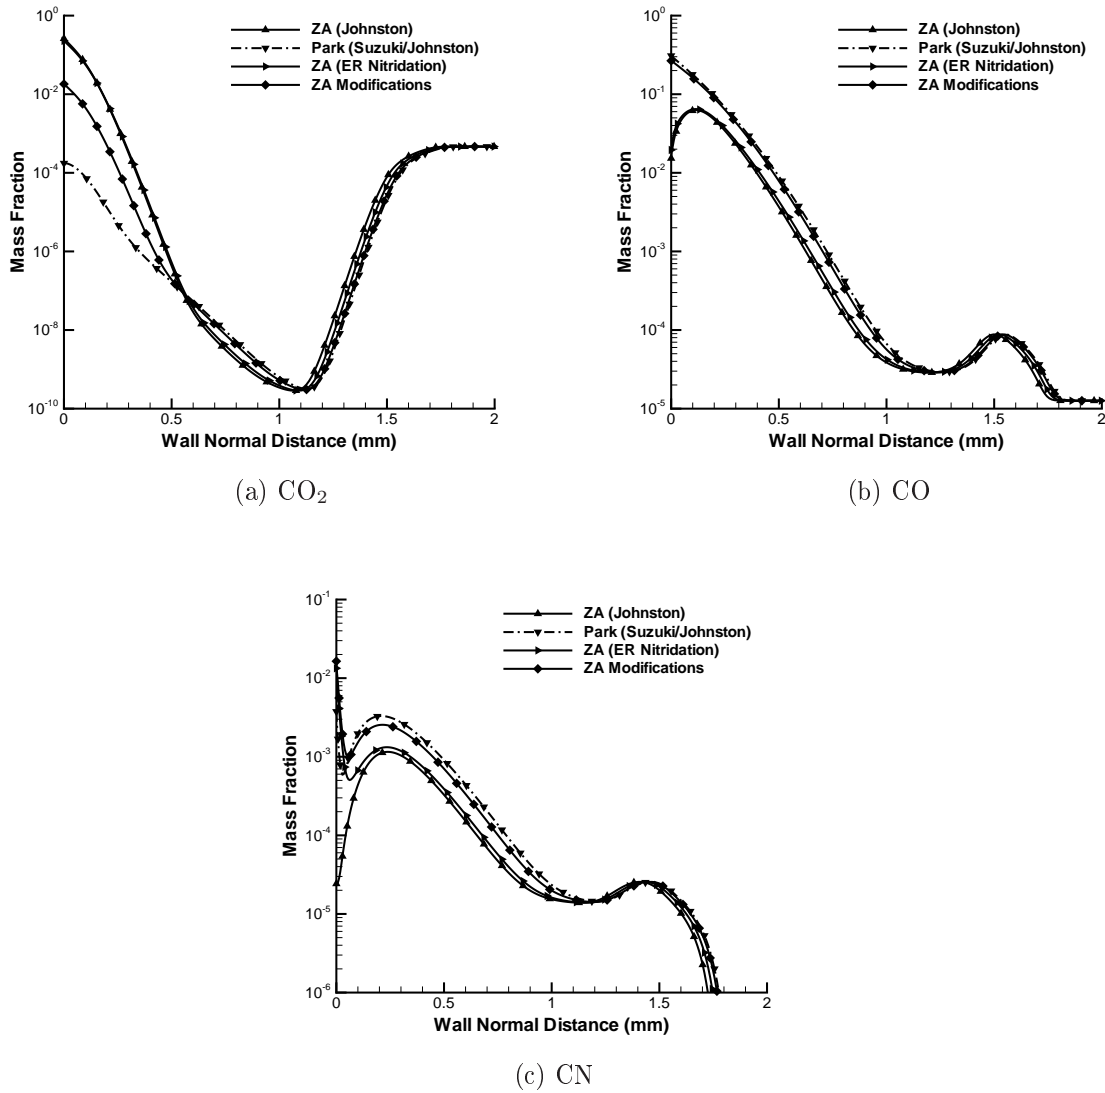 10^0
10^-2
10^-4
10^-6
10^-8
10^-10
Mass Fraction
0 0.5 1 1.5 2
Wall Normal Distance (mm)
ZA (Johnston)
Park (Suzuki/Johnston)
ZA (ER Nitridation)
ZA Modifications
(a) CO₂
10^0
10^-1
10^-2
10^-3
10^-4
10^-5
Mass Fraction
0 0.5 1 1.5 2
Wall Normal Distance (mm)
ZA (Johnston)
Park (Suzuki/Johnston)
ZA (ER Nitridation)
ZA Modifications
(b) CO
10^-1
10^-2
10^-3
10^-4
10^-5
10^-6
Mass Fraction
0 0.5 1 1.5 2
Wall Normal Distance (mm)
ZA (Johnston)
Park (Suzuki/Johnston)
ZA (ER Nitridation)
ZA Modifications
(c) CN